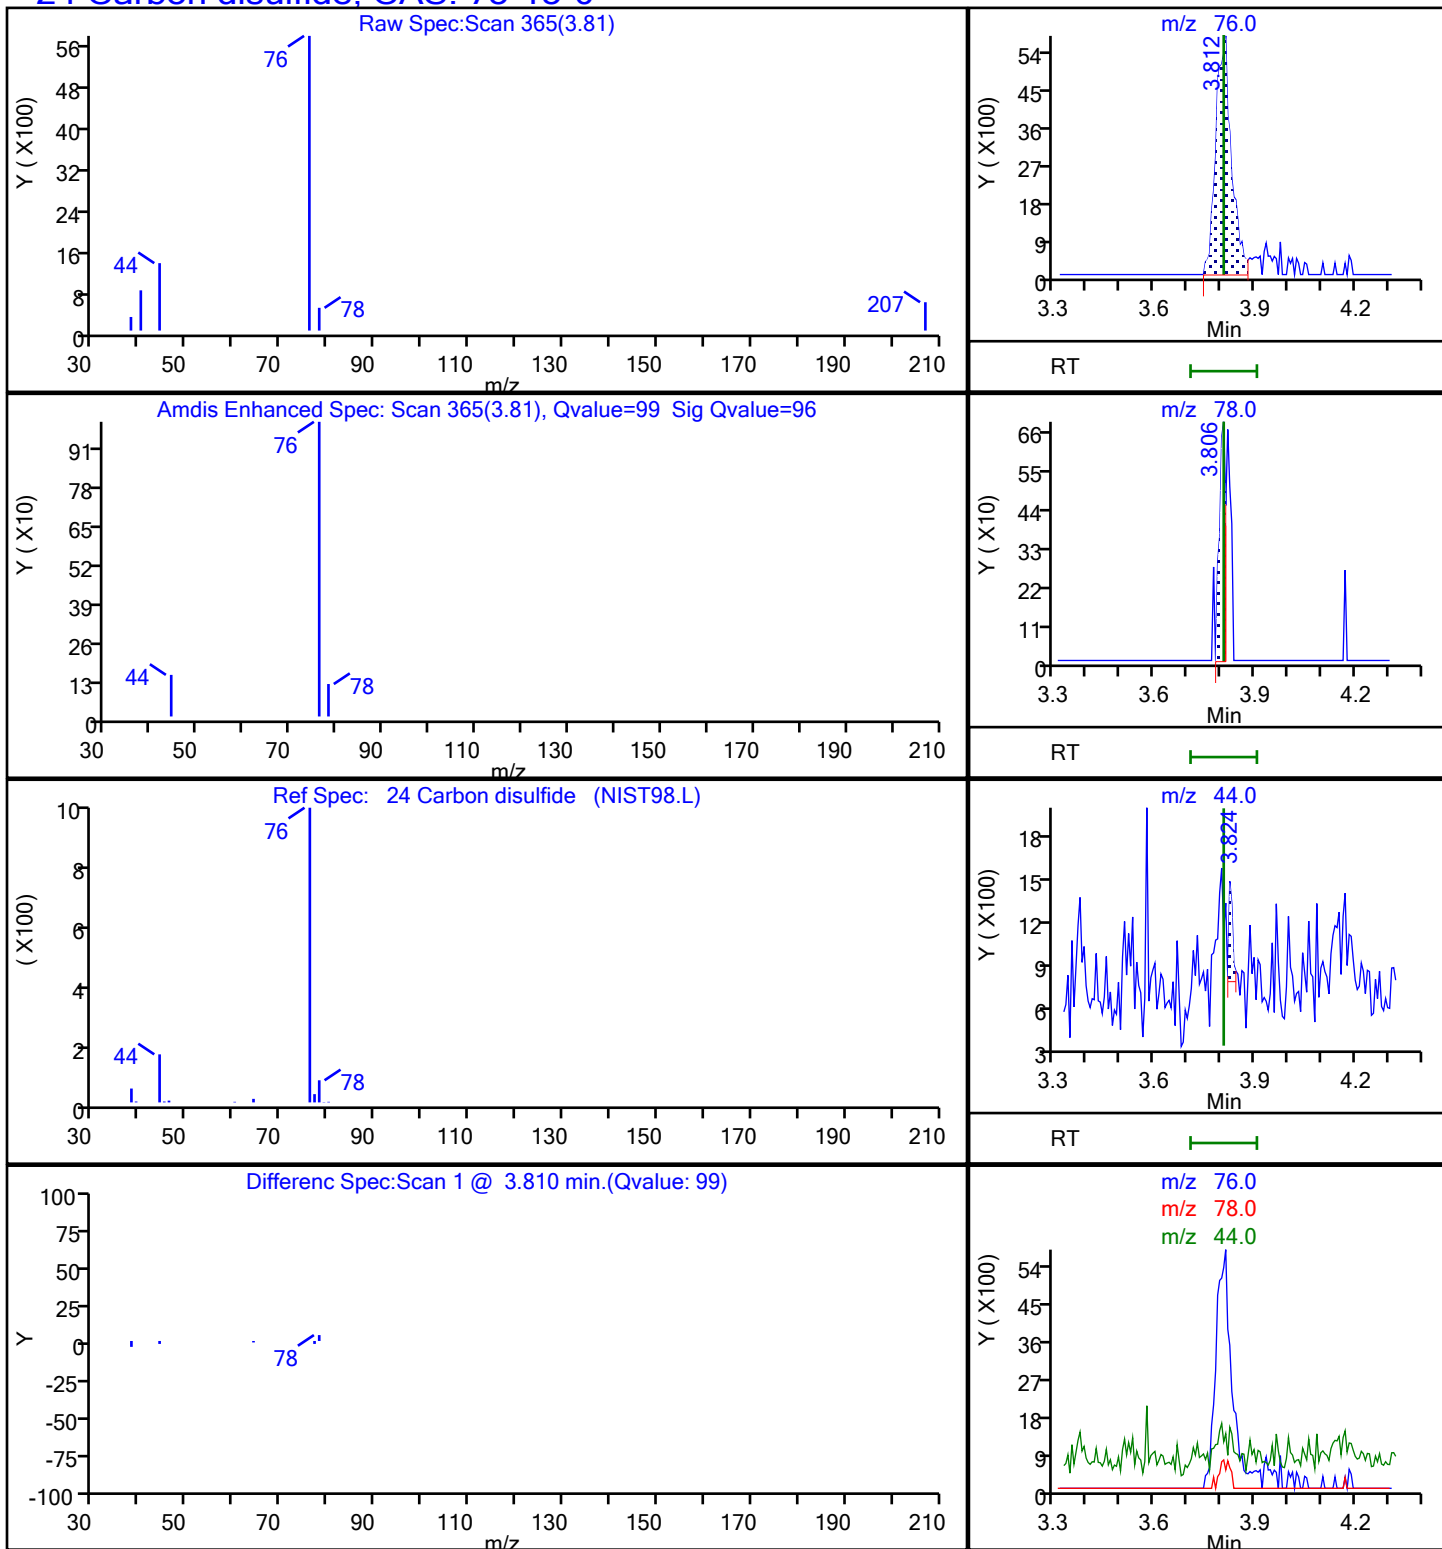 24 Carbon disulfide, CAS: 75-15-0
Raw Spec:Scan 365(3.81)
Y ( X100)
56
48
40
32
24
16
8
0
76
44
78
207
30 50 70 90 110 130 150 170 190 210
m/z
m/z 76.0
Y ( X100)
54
45
36
27
18
9
0
3.812
3.3 3.6 3.9 4.2
Min
RT
Amdis Enhanced Spec: Scan 365(3.81), Qvalue=99 Sig Qvalue=96
Y ( X10)
91
78
65
52
39
26
13
0
76
44
78
30 50 70 90 110 130 150 170 190 210
m/z
m/z 78.0
Y ( X10)
66
55
44
33
22
11
0
3.806
3.3 3.6 3.9 4.2
Min
RT
Ref Spec: 24 Carbon disulfide (NIST98.L)
( X100)
10
8
6
4
2
0
76
44
78
30 50 70 90 110 130 150 170 190 210
m/z 44.0
Y ( X100)
18
15
12
9
6
3
3.824
3.3 3.6 3.9 4.2
Min
RT
Differenc Spec:Scan 1 @ 3.810 min.(Qvalue: 99)
Y
100
75
50
25
0
-25
-50
-75
-100
78
30 50 70 90 110 130 150 170 190 210
m/z
m/z 76.0
m/z 78.0
m/z 44.0
Y ( X100)
54
45
36
27
18
9
0
3.3 3.6 3.9 4.2
Min